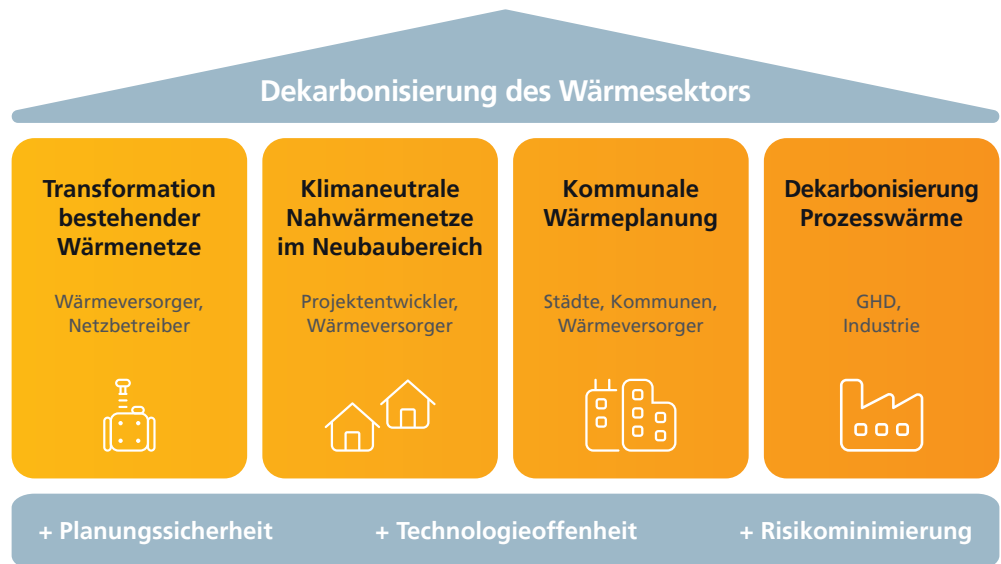 Dekarbonisierung des Wärmesektors
Transformation
bestehender
Wärmenetze
Wärmeversorger,
Netzbetreiber
Klimaneutrale
Nahwärmenetze
im Neubaubereich
Projektentwickler,
Wärmeversorger
Kommunale
Wärmeplanung
Städte, Kommunen,
Wärmeversorger
Dekarbonisierung
Prozesswärme
GHD,
Industrie
+ Planungssicherheit
+ Technologieoffenheit
+ Risikominimierung